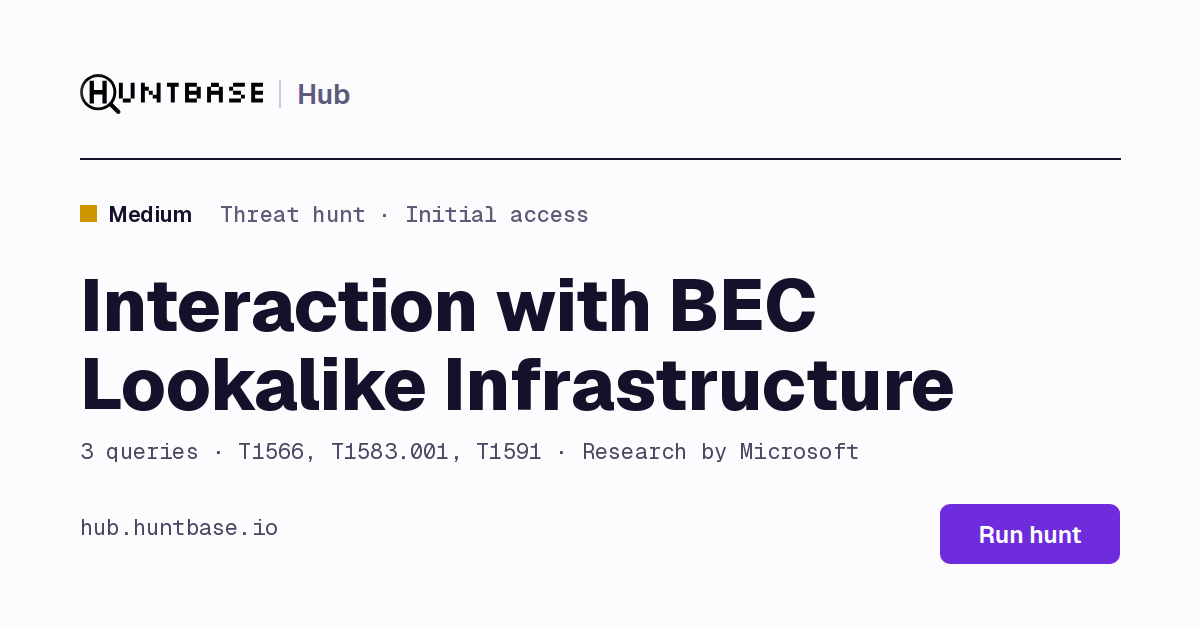 HUNTBASE Hub
Medium Threat hunt · Initial access
Interaction with BEC
Lookalike Infrastructure
3 queries · T1566, T1583.001, T1591 · Research by Microsoft
hub.huntbase.io
Run hunt